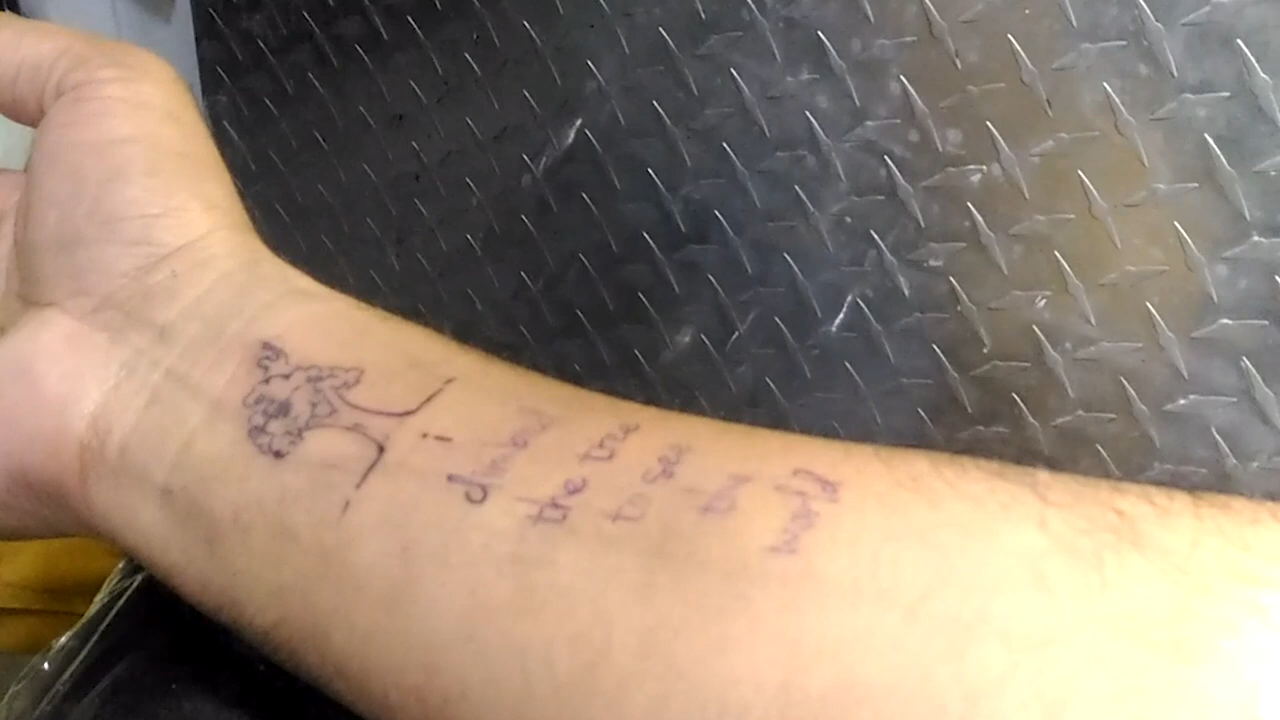 i
climbed
the tree
to see
the
world